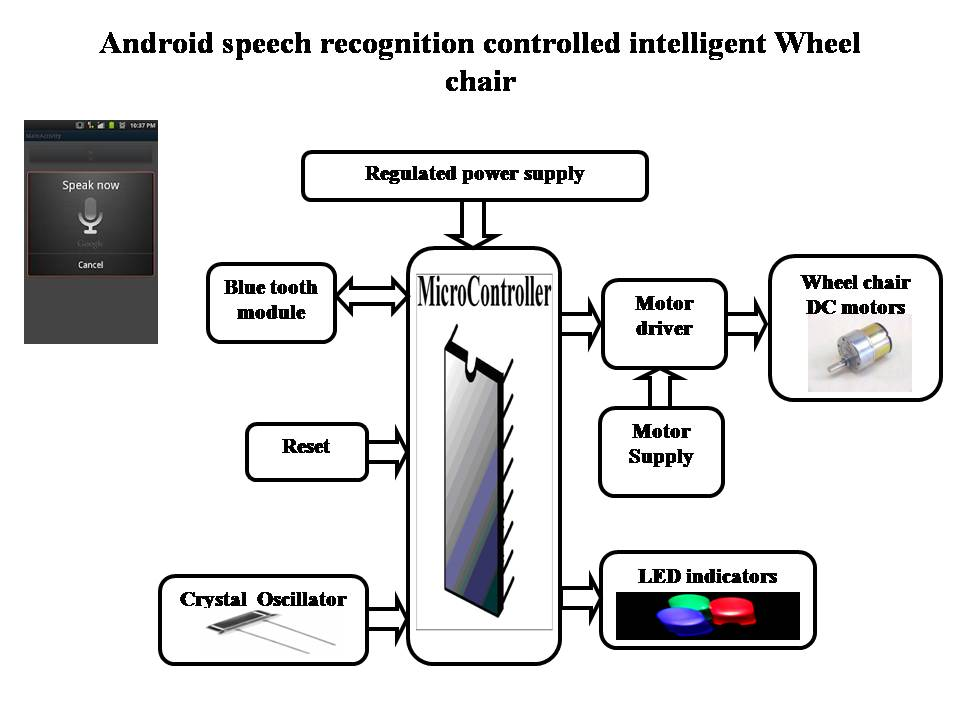 Android speech recognition controlled intelligent Wheel
chair
10:37 PM
MainActivity
Speak now
Google
Cancel
Regulated power supply
Blue tooth
module
MicroController
Motor
driver
Wheel chair
DC motors
Reset
Motor
Supply
Crystal Oscillator
LED indicators